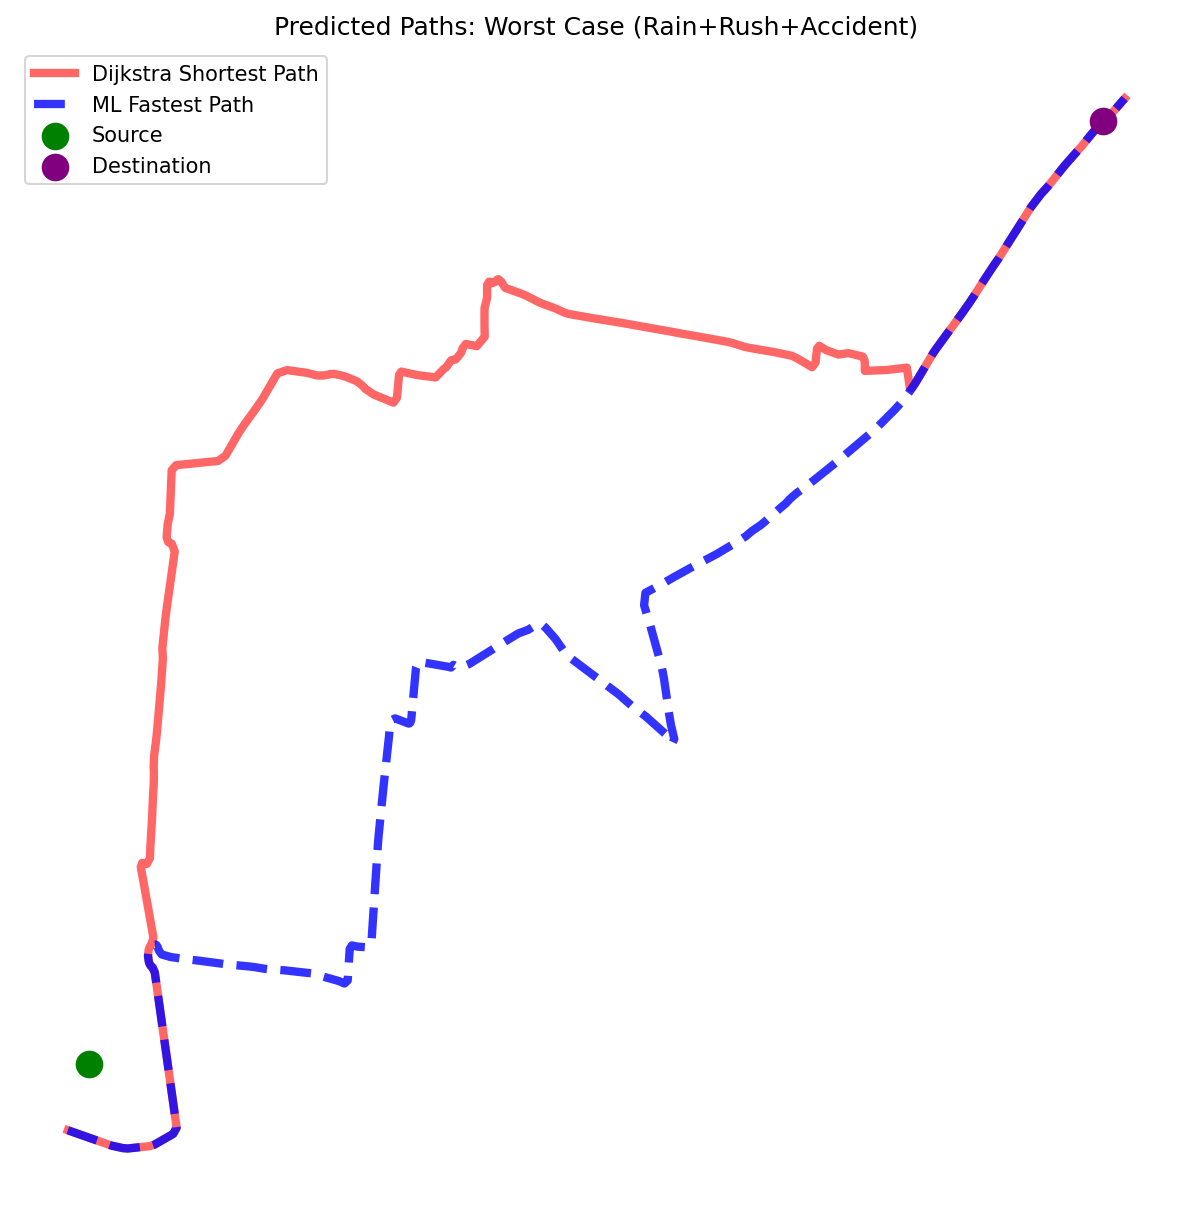 Predicted Paths: Worst Case (Rain+Rush+Accident)
Dijkstra Shortest Path
ML Fastest Path
Source
Destination